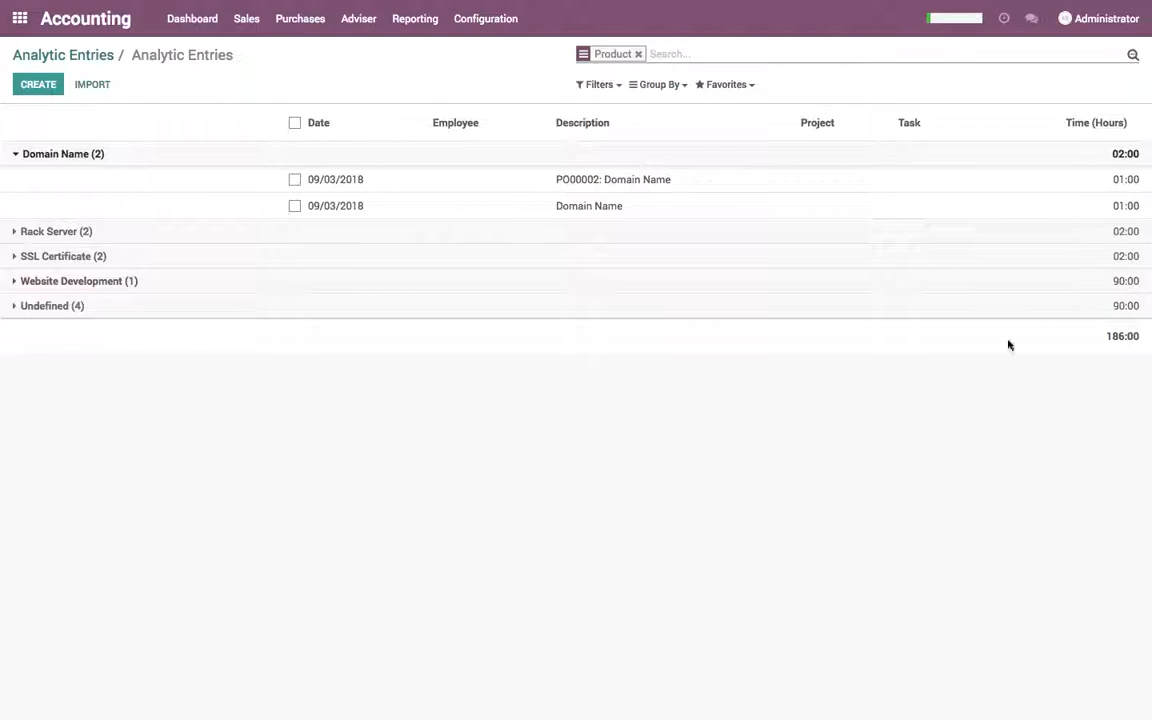 Accounting Dashboard Sales Purchases Adviser Reporting Configuration Administrator
Analytic Entries / Analytic Entries Product Search...
CREATE IMPORT Filters Group By Favorites
Date Employee Description Project Task Time (Hours)
Domain Name (2) 02:00
09/03/2018 PO00002: Domain Name 01:00
09/03/2018 Domain Name 01:00
Rack Server (2) 02:00
SSL Certificate (2) 02:00
Website Development (1) 90:00
Undefined (4) 90:00
186:00